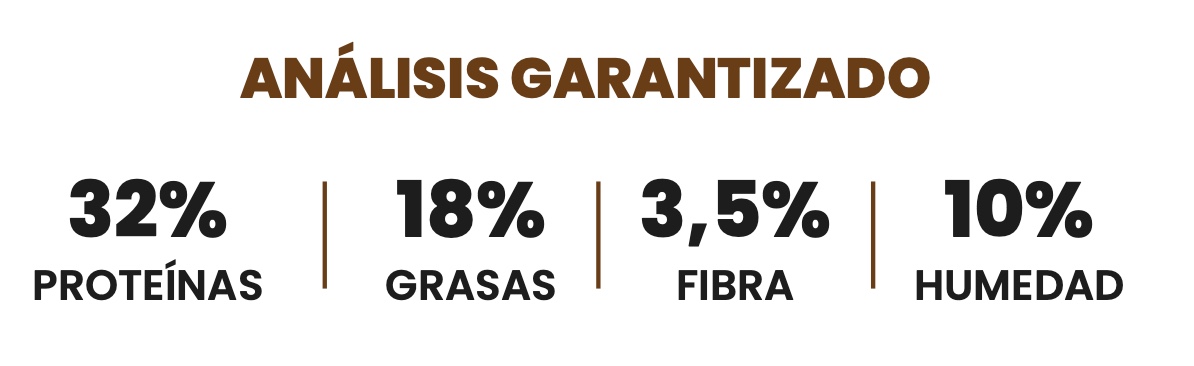 ANÁLISIS GARANTIZADO
32% 18% 3,5% 10%
PROTEÍNAS GRASAS FIBRA HUMEDAD